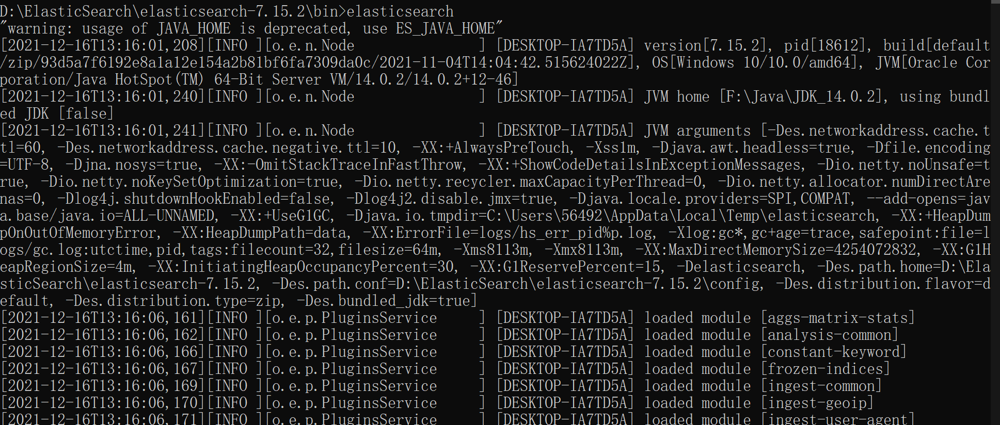 D:\ElasticSearch\elasticsearch-7.15.2\bin>elasticsearch
"warning: usage of JAVA_HOME is deprecated, use ES_JAVA_HOME"
[2021-12-16T13:16:01,208][INFO ][o.e.n.Node               ] [DESKTOP-IA7TD5A] version[7.15.2], pid[18612], build[default
/zip/93d5a7f6192e8a1a12e154a2b81bf6fa7309da0c/2021-11-04T14:04:42.515624022Z], OS[Windows 10/10.0/amd64], JVM[Oracle Cor
poration/Java HotSpot(TM) 64-Bit Server VM/14.0.2/14.0.2+12-46]
[2021-12-16T13:16:01,240][INFO ][o.e.n.Node               ] [DESKTOP-IA7TD5A] JVM home [F:\Java\JDK_14.0.2], using bundl
ed JDK [false]
[2021-12-16T13:16:01,241][INFO ][o.e.n.Node               ] [DESKTOP-IA7TD5A] JVM arguments [-Des.networkaddress.cache.t
tl=60, -Des.networkaddress.cache.negative.ttl=10, -XX:+AlwaysPreTouch, -Xss1m, -Djava.awt.headless=true, -Dfile.encoding
=UTF-8, -Djna.nosys=true, -XX:-OmitStackTraceInFastThrow, -XX:+ShowCodeDetailsInExceptionMessages, -Dio.netty.noUnsafe=t
rue, -Dio.netty.noKeySetOptimization=true, -Dio.netty.recycler.maxCapacityPerThread=0, -Dio.netty.allocator.numDirectAre
nas=0, -Dlog4j.shutdownHookEnabled=false, -Dlog4j2.disable.jmx=true, -Djava.locale.providers=SPI,COMPAT, --add-opens=jav
a.base/java.io=ALL-UNNAMED, -XX:+UseG1GC, -Djava.io.tmpdir=C:\Users\56492\AppData\Local\Temp\elasticsearch, -XX:+HeapDum
pOnOutOfMemoryError, -XX:HeapDumpPath=data, -XX:ErrorFile=logs/hs_err_pid%p.log, -Xlog:gc*,gc+age=trace,safepoint:file=l
ogs/gc.log:utctime,pid,tags:filecount=32,filesize=64m, -Xms8113m, -Xmx8113m, -XX:MaxDirectMemorySize=4254072832, -XX:G1H
eapRegionSize=4m, -XX:InitiatingHeapOccupancyPercent=30, -XX:G1ReservePercent=15, -Delasticsearch, -Des.path.home=D:\Ela
sticSearch\elasticsearch-7.15.2, -Des.path.conf=D:\ElasticSearch\elasticsearch-7.15.2\config, -Des.distribution.flavor=d
efault, -Des.distribution.type=zip, -Des.bundled_jdk=true]
[2021-12-16T13:16:06,161][INFO ][o.e.p.PluginsService     ] [DESKTOP-IA7TD5A] loaded module [aggs-matrix-stats]
[2021-12-16T13:16:06,162][INFO ][o.e.p.PluginsService     ] [DESKTOP-IA7TD5A] loaded module [analysis-common]
[2021-12-16T13:16:06,166][INFO ][o.e.p.PluginsService     ] [DESKTOP-IA7TD5A] loaded module [constant-keyword]
[2021-12-16T13:16:06,167][INFO ][o.e.p.PluginsService     ] [DESKTOP-IA7TD5A] loaded module [frozen-indices]
[2021-12-16T13:16:06,169][INFO ][o.e.p.PluginsService     ] [DESKTOP-IA7TD5A] loaded module [ingest-common]
[2021-12-16T13:16:06,170][INFO ][o.e.p.PluginsService     ] [DESKTOP-IA7TD5A] loaded module [ingest-geoip]
[2021-12-16T13:16:06,171][INFO ][o.e.p.PluginsService     ] [DESKTOP-IA7TD5A] loaded module [ingest-user-agent]